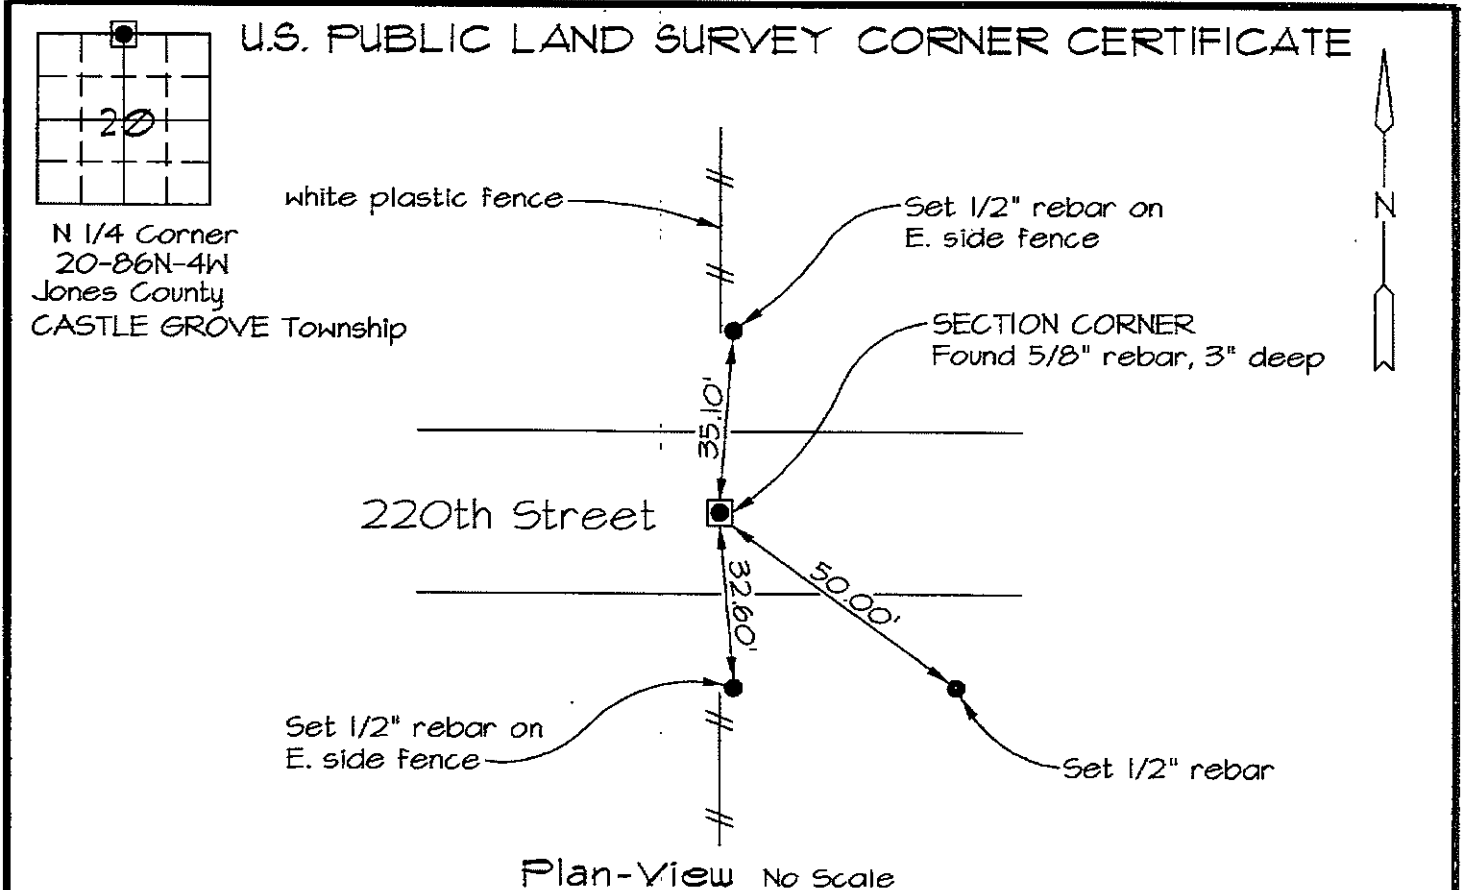 U.S. PUBLIC LAND SURVEY CORNER CERTIFICATE
20
N 1/4 Corner
20-86N-4W
Jones County
CASTLE GROVE Township
white plastic fence
Set 1/2" rebar on
E. side fence
N
SECTION CORNER
Found 5/8" rebar, 3" deep
35.10'
220th Street
32.60'
50.00'
Set 1/2" rebar on
E. side fence
Set 1/2" rebar
Plan-View No Scale